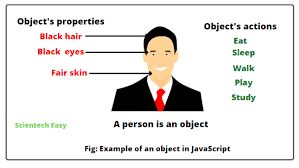 Object's properties
Black hair
Black eyes
Fair skin
Object's actions
Eat
Sleep
Walk
Play
Study
Scientech Easy
A person is an object
Fig: Example of an object in JavaScript